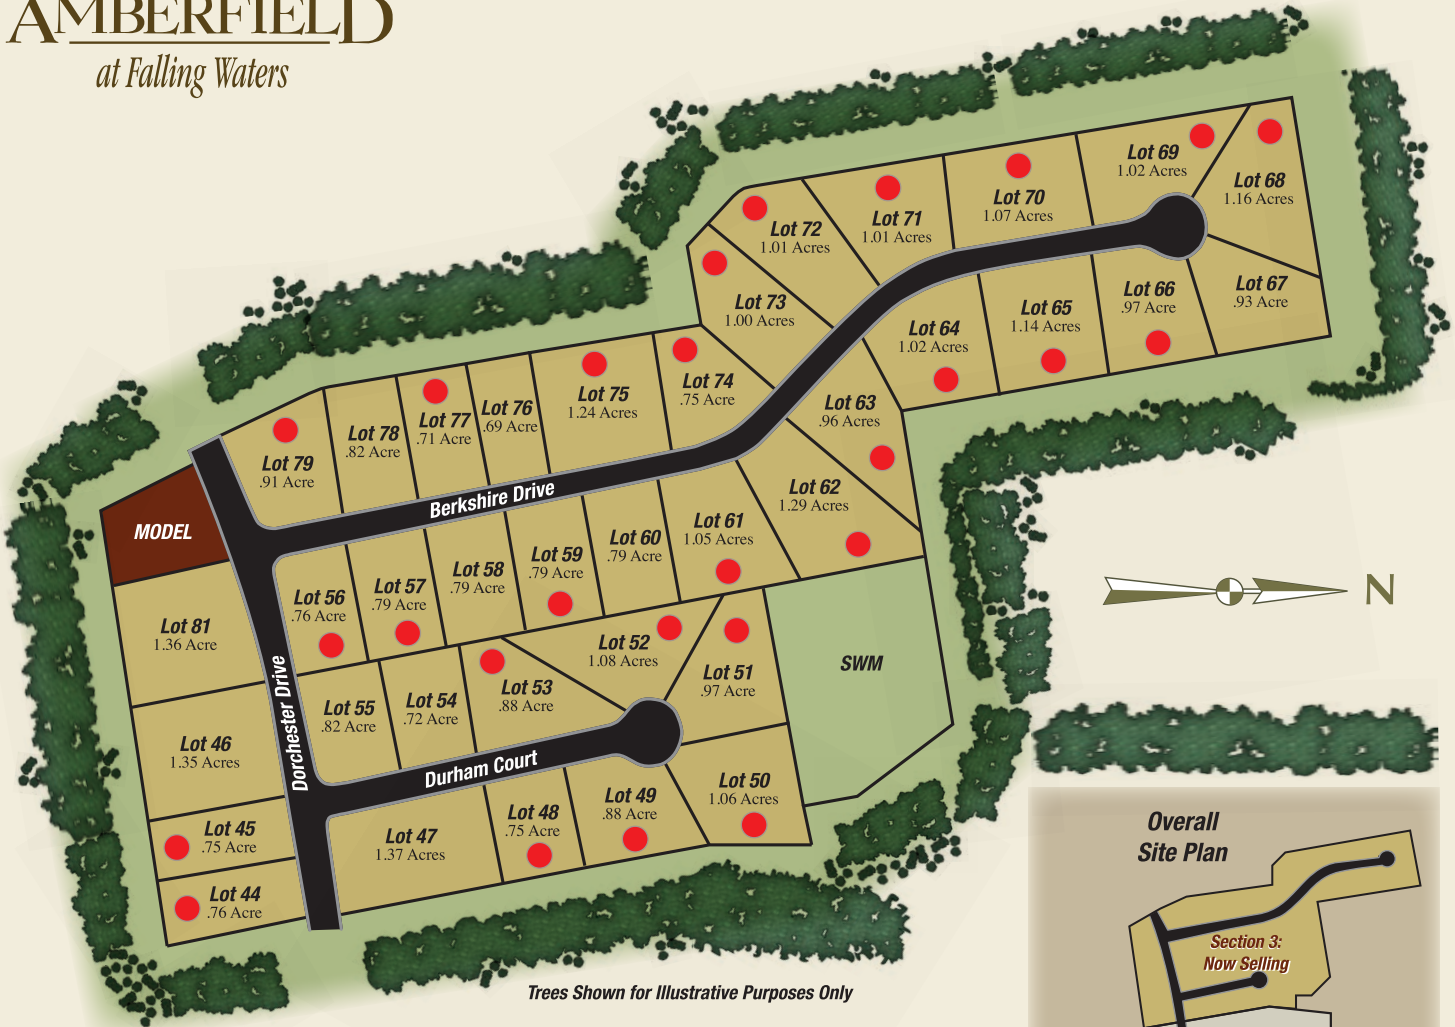 AMBERFIELD
at Falling Waters
Lot 69
1.02 Acres
Lot 68
1.16 Acres
Lot 70
1.07 Acres
Lot 71
1.01 Acres
Lot 72
1.01 Acres
Lot 73
1.00 Acres
Lot 67
.93 Acre
Lot 66
.97 Acre
Lot 65
1.14 Acres
Lot 64
1.02 Acres
Lot 63
.96 Acres
Lot 74
.75 Acre
Lot 75
1.24 Acres
Lot 76
.69 Acre
Lot 77
.71 Acre
Lot 78
.82 Acre
Lot 79
.91 Acre
Berkshire Drive
MODEL
Lot 62
1.29 Acres
Lot 61
1.05 Acres
Lot 60
.79 Acre
Lot 59
.79 Acre
Lot 58
.79 Acre
Lot 57
.79 Acre
Lot 56
.76 Acre
Lot 81
1.36 Acre
N
SWM
Lot 52
1.08 Acres
Lot 51
.97 Acre
Lot 53
.88 Acre
Lot 54
.72 Acre
Lot 55
.82 Acre
Dorchester Drive
Lot 46
1.35 Acres
Durham Court
Lot 50
1.06 Acres
Lot 49
.88 Acre
Lot 48
.75 Acre
Lot 47
1.37 Acres
Lot 45
.75 Acre
Lot 44
.76 Acre
Overall
Site Plan
Section 3:
Now Selling
Trees Shown for Illustrative Purposes Only